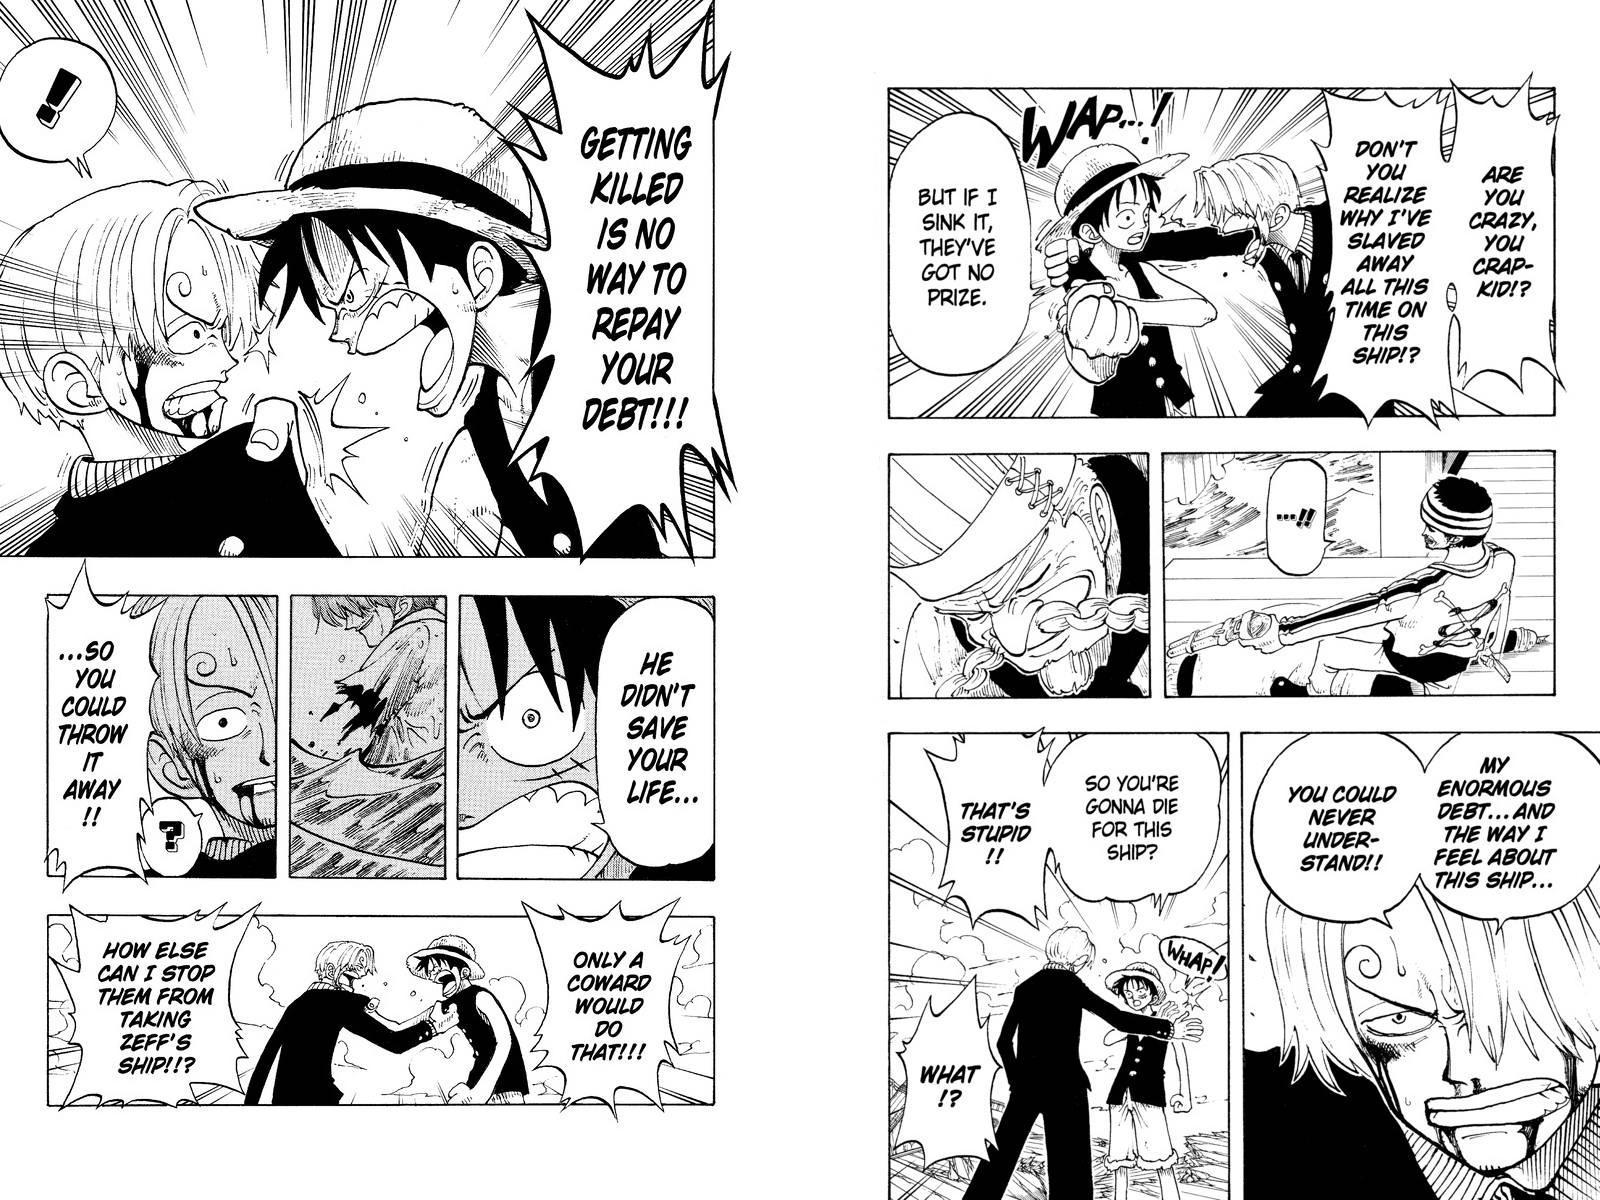 ARE
YOU
CRAZY,
YOU
CRAP-
KID!?
DON'T
YOU
REALIZE
WHY I'VE
SLAVED
AWAY
ALL THIS
TIME ON
THIS
SHIP!?
WAP...!
BUT IF I
SINK IT,
THEY'VE
GOT NO
PRIZE.
...!!
MY
ENORMOUS
DEBT...AND
THE WAY I
FEEL ABOUT
THIS SHIP...
YOU COULD
NEVER
UNDER-
STAND!!
SO YOU'RE
GONNA DIE
FOR THIS
SHIP?
THAT'S
STUPID
!!
WHAP!
WHAT
!?
GETTING
KILLED
IS NO
WAY TO
REPAY
YOUR
DEBT!!!
!
HE
DIDN'T
SAVE
YOUR
LIFE...
...SO
YOU
COULD
THROW
IT
AWAY
!!
?
ONLY A
COWARD
WOULD
DO
THAT!!!
HOW ELSE
CAN I STOP
THEM FROM
TAKING
ZEFF'S
SHIP!!?